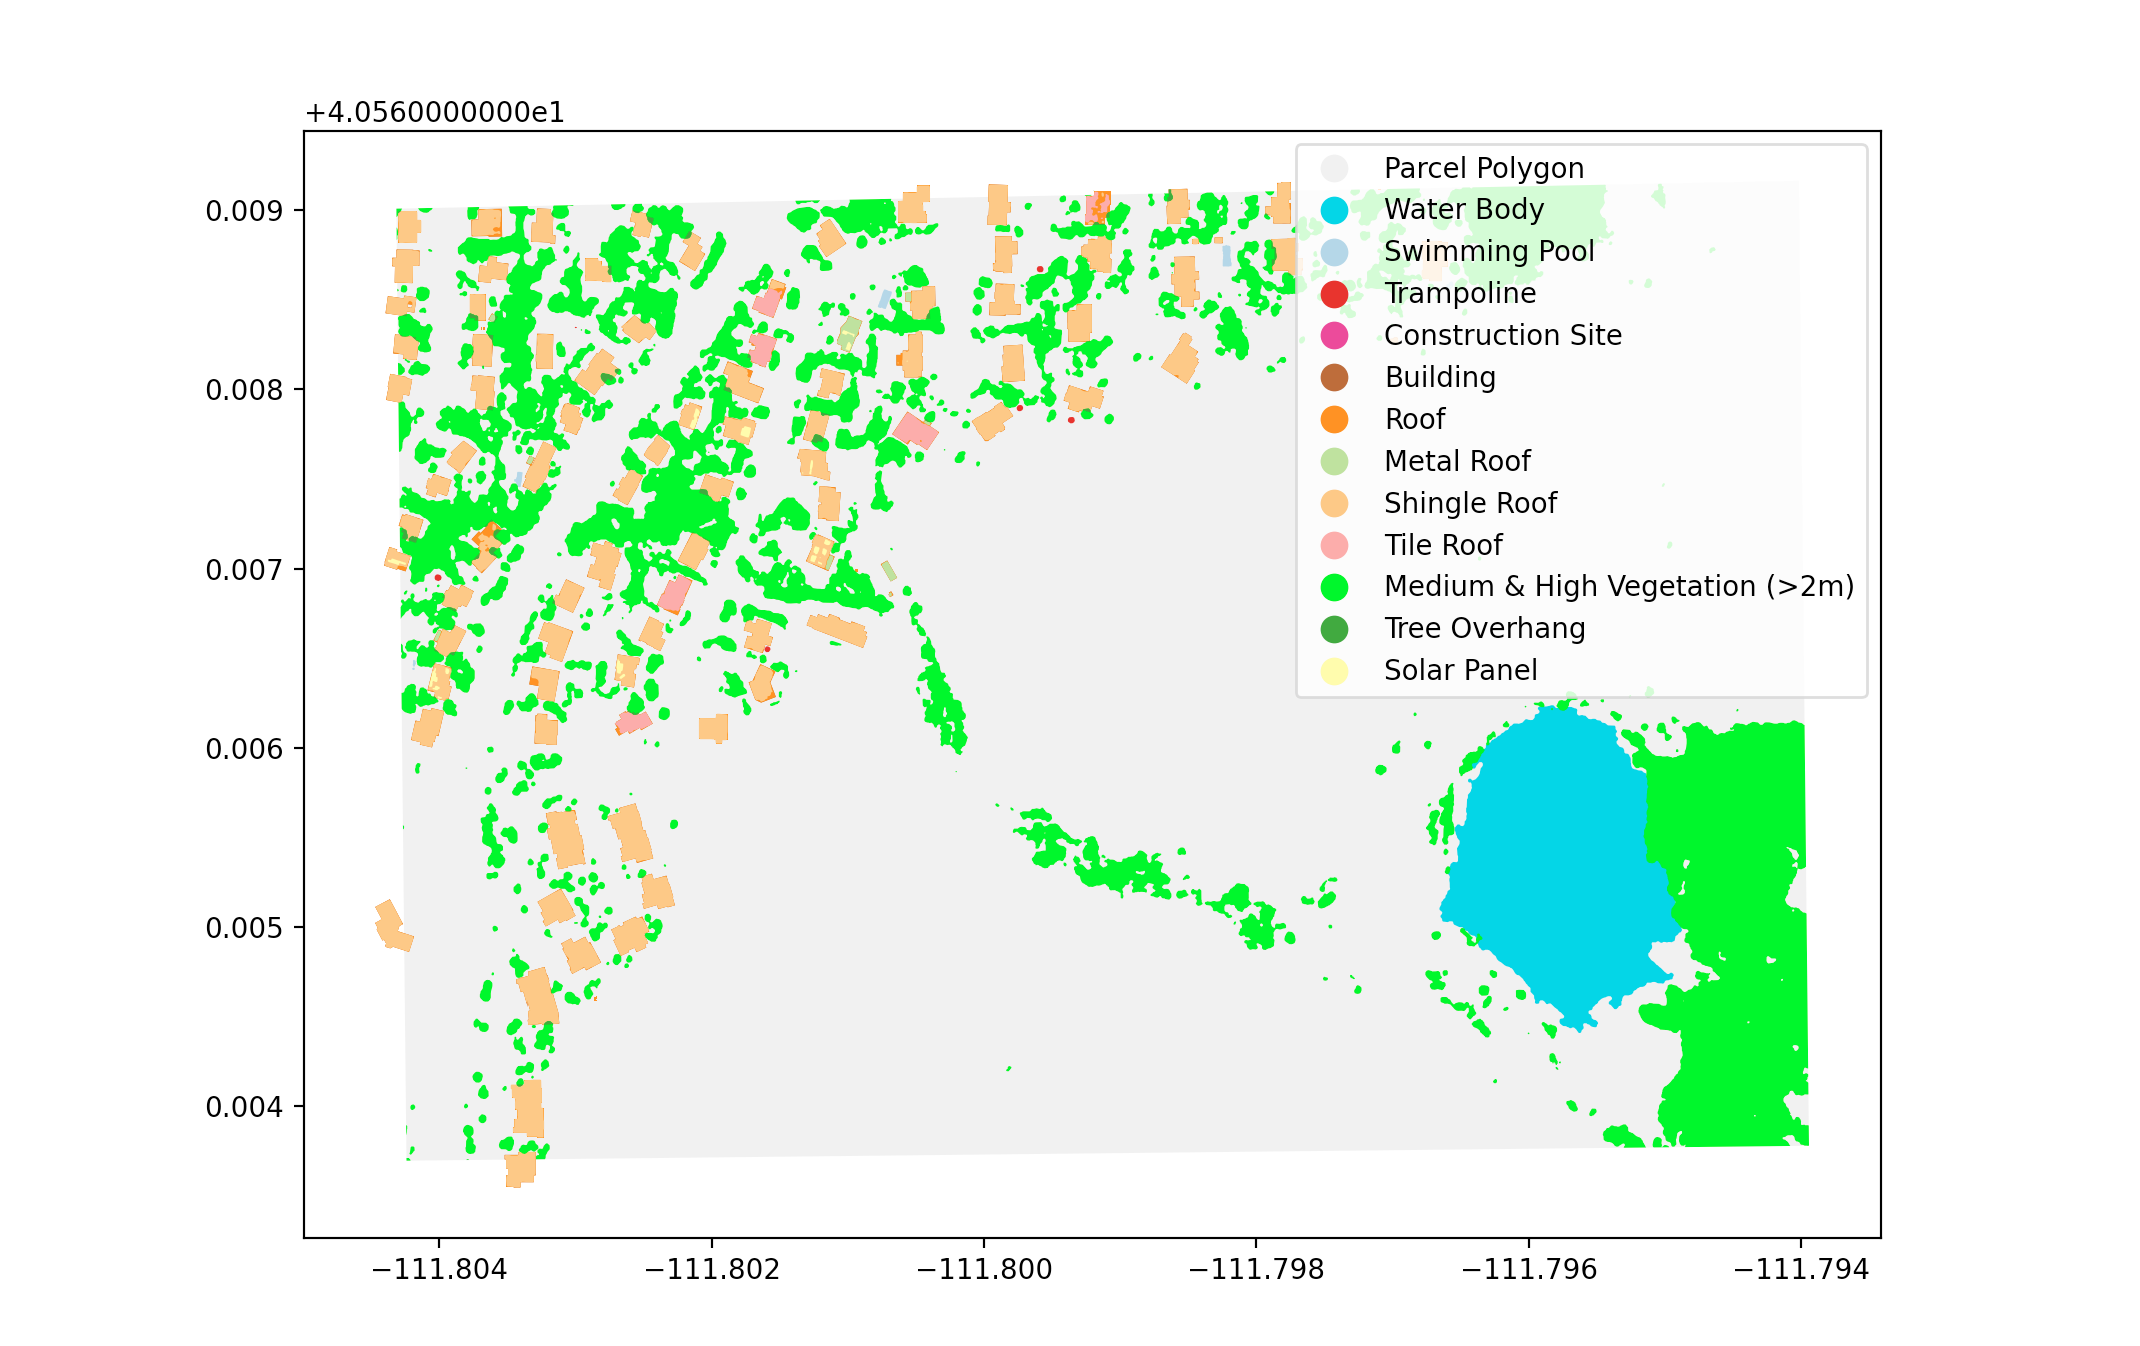 +4.0560000000e1
0.009
0.008
0.007
0.006
0.005
0.004
−111.804
−111.802
−111.800
−111.798
−111.796
−111.794
Parcel Polygon
Water Body
Swimming Pool
Trampoline
Construction Site
Building
Roof
Metal Roof
Shingle Roof
Tile Roof
Medium & High Vegetation (>2m)
Tree Overhang
Solar Panel